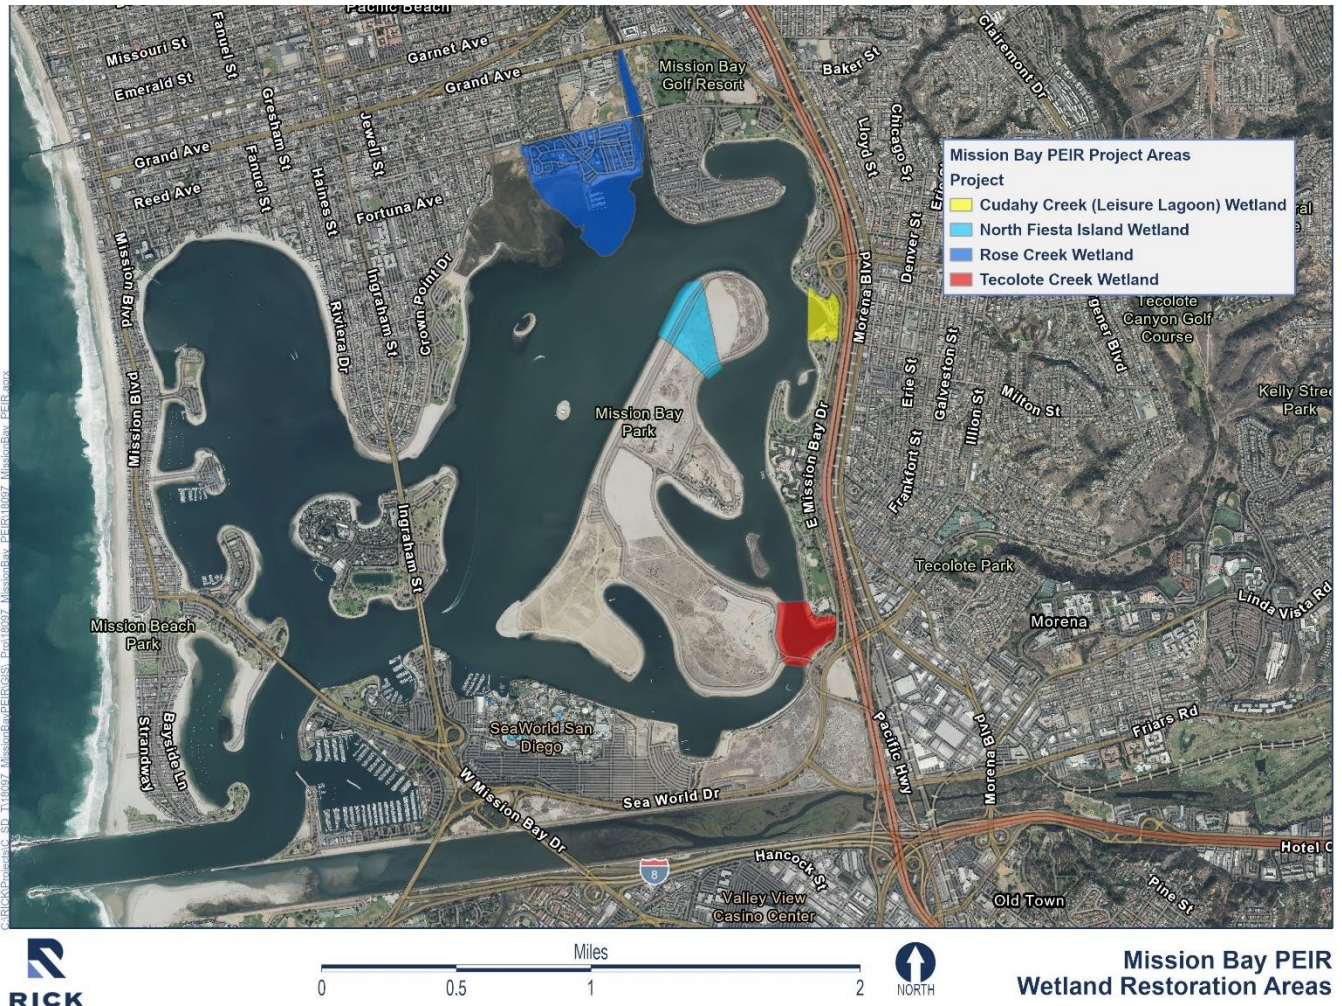 Pacific Beach
Missouri St
Fanuel St
Garnet Ave
Emerald St
Grand Ave
Mission Bay
Golf Resort
Baker St
Clairemont Dr
Gresham St
Jewell St
Lloyd St
Chicago St
Grand Ave
Fanuel St
Haines St
Reed Ave
Fortuna Ave
Denver St
Mission Bay PEIR Project Areas
Project
Cudahy Creek (Leisure Lagoon) Wetland
North Fiesta Island Wetland
Rose Creek Wetland
Tecolote Creek Wetland
Mission Blvd
Riviera Dr
Ingraham St
Crown Point Dr
Morena Blvd
Tecolote
Canyon Golf
Course
Mission Blvd
Mission Bay
Park
E Mission Bay Dr
Erie St
Galveston St
Illion St
Milton St
Frankfort St
Park
Ingraham St
Tecolote Park
Morena
Linda Vista Rd
Mission Beach
Park
Strandway
Bayside Ln
SeaWorld San
Diego
W Mission Bay Dr
Sea World Dr
Pacific Hwy
Morena Blvd
Friars Rd
8
Hancock St
Valley View
Casino Center
Old Town
Pine St
Hotel C
RICK
Miles
0 0.5 1 2
NORTH
Mission Bay PEIR
Wetland Restoration Areas